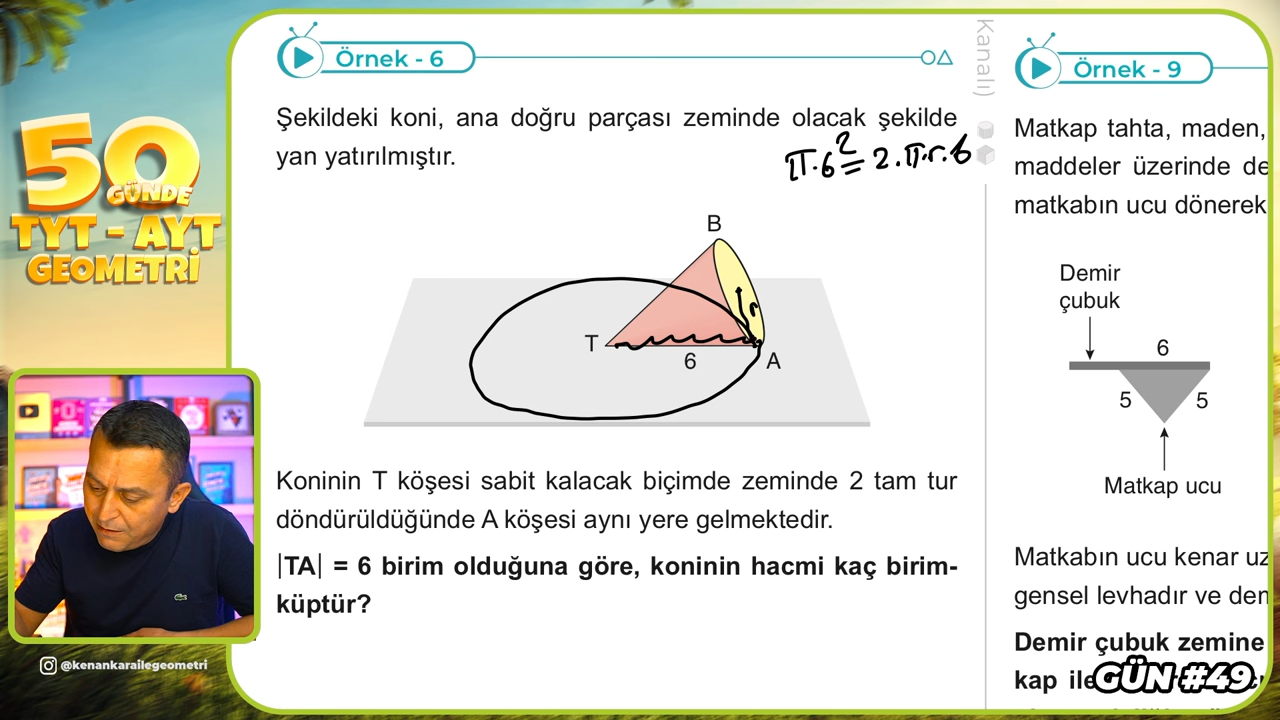 50
GÜNDE
TYT - AYT
GEOMETRİ
@kenankarailegeometri
Örnek - 6
Şekildeki koni, ana doğru parçası zeminde olacak şekilde
yan yatırılmıştır.
π.6² = 2.π.r.6
B
T
r
6
A
Koninin T köşesi sabit kalacak biçimde zeminde 2 tam tur
döndürüldüğünde A köşesi aynı yere gelmektedir.
|TA| = 6 birim olduğuna göre, koninin hacmi kaç birim-
küptür?
Kanalı)
Örnek - 9
Matkap tahta, maden,
maddeler üzerinde de
matkabın ucu dönerek
Demir
çubuk
6
5 5
Matkap ucu
Matkabın ucu kenar uz
gensel levhadır ve dem
Demir çubuk zemine
kap ile
GÜN #49